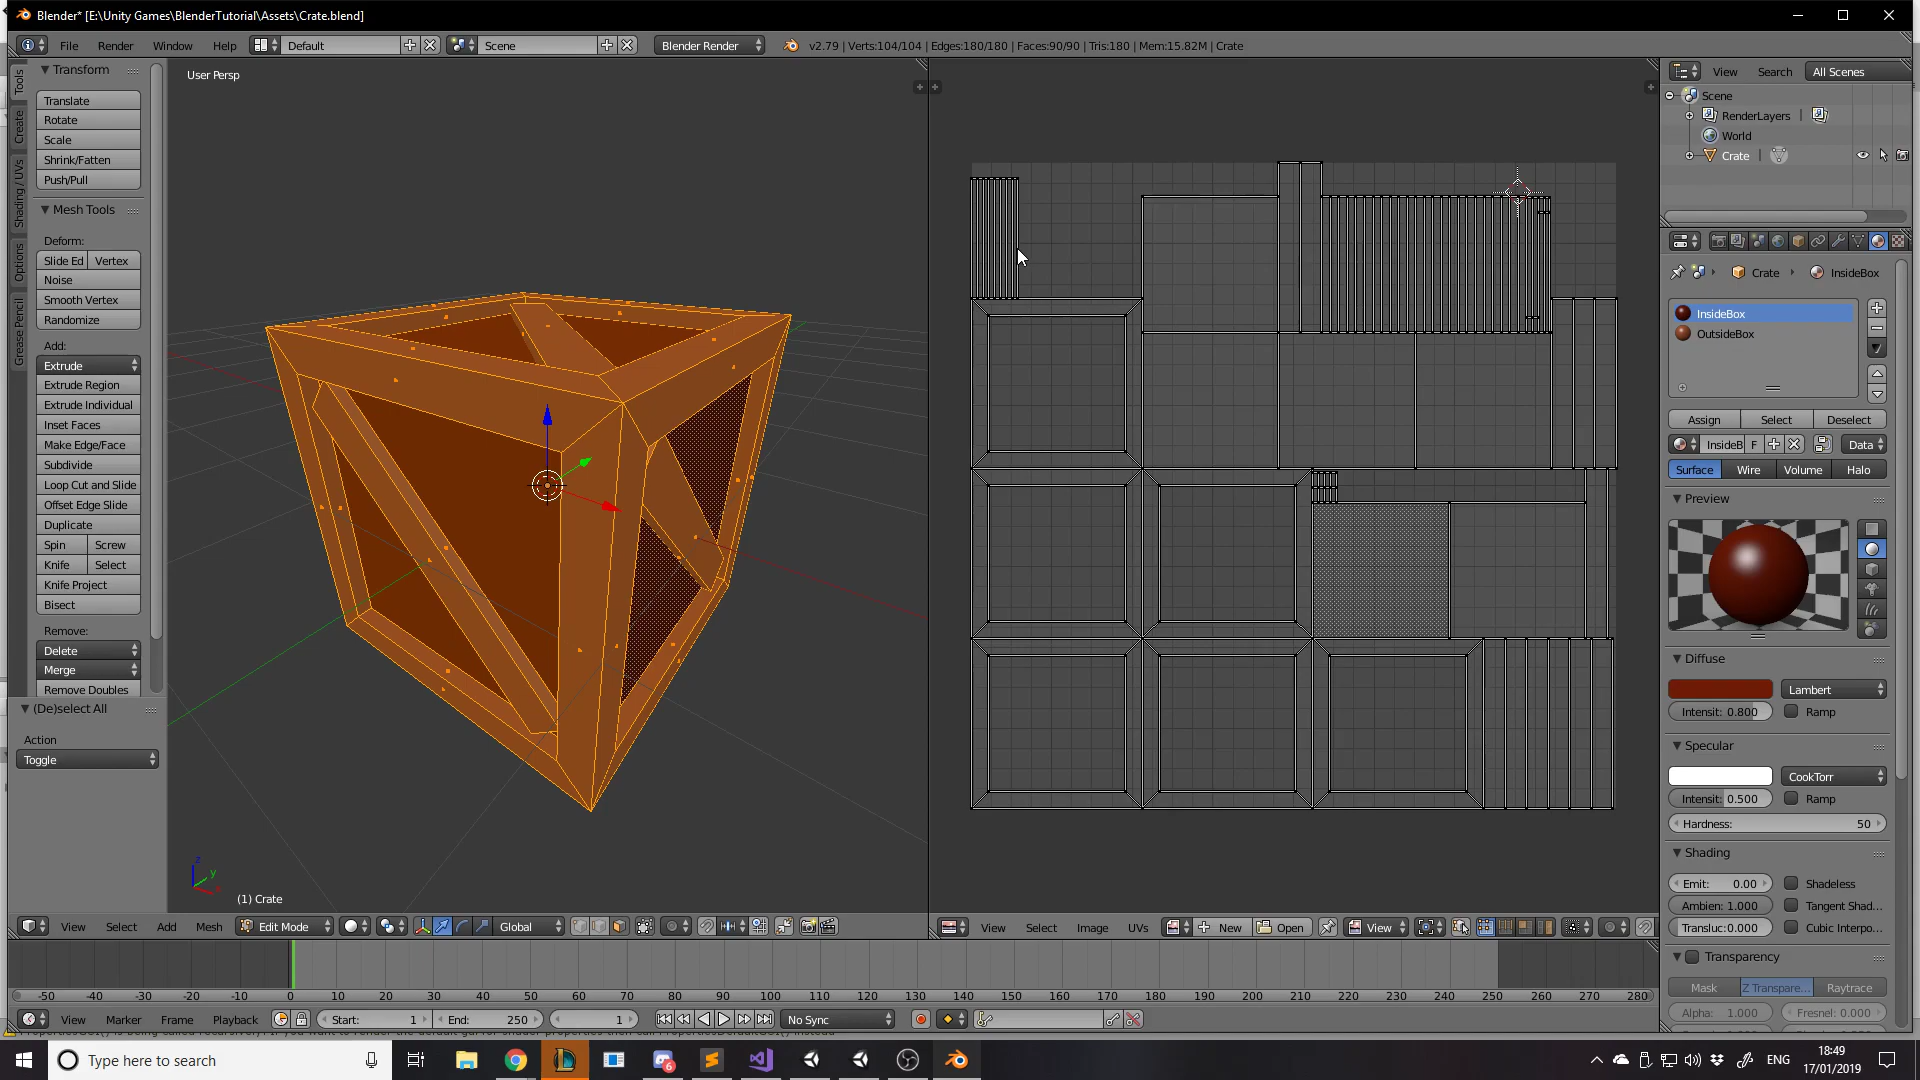 Blender* [E:\Unity Games\BlenderTutorial\Assets\Crate.blend]
File Render Window Help Default Scene Blender Render v2.79 | Verts:104/104 | Edges:180/180 | Faces:90/90 | Tris:180 | Mem:15.82M | Crate
Tools
Create
Shading / UVs
Options
Grease Pencil
Transform
Translate
Rotate
Scale
Shrink/Fatten
Push/Pull
Mesh Tools
Deform:
Slide Ed Vertex
Noise
Smooth Vertex
Randomize
Add:
Extrude
Extrude Region
Extrude Individual
Inset Faces
Make Edge/Face
Subdivide
Loop Cut and Slide
Offset Edge Slide
Duplicate
Spin Screw
Knife Select
Knife Project
Bisect
Remove:
Delete
Merge
Remove Doubles
(De)select All
Action
Toggle
User Persp
z
y
(1) Crate
View Select Add Mesh Edit Mode Global
View Select Image UVs New Open View
View Search All Scenes
Scene
RenderLayers
World
Crate
Crate InsideBox
InsideBox
OutsideBox
Assign Select Deselect
InsideB F Data
Surface Wire Volume Halo
Preview
Diffuse
Lambert
Intensit: 0.800 Ramp
Specular
CookTorr
Intensit: 0.500 Ramp
Hardness: 50
Shading
Emit: 0.00 Shadeless
Ambien: 1.000 Tangent Shad...
Transluc:0.000 Cubic Interpo...
Transparency
Mask Z Transpare... Raytrace
Alpha: 1.000 Fresnel: 0.000
-50 -40 -30 -20 -10 0 10 20 30 40 50 60 70 80 90 100 110 120 130 140 150 160 170 180 190 200 210 220 230 240 250 260 270 280
View Marker Frame Playback Start: 1 End: 250 1 No Sync
Type here to search
6
ENG
18:49
17/01/2019